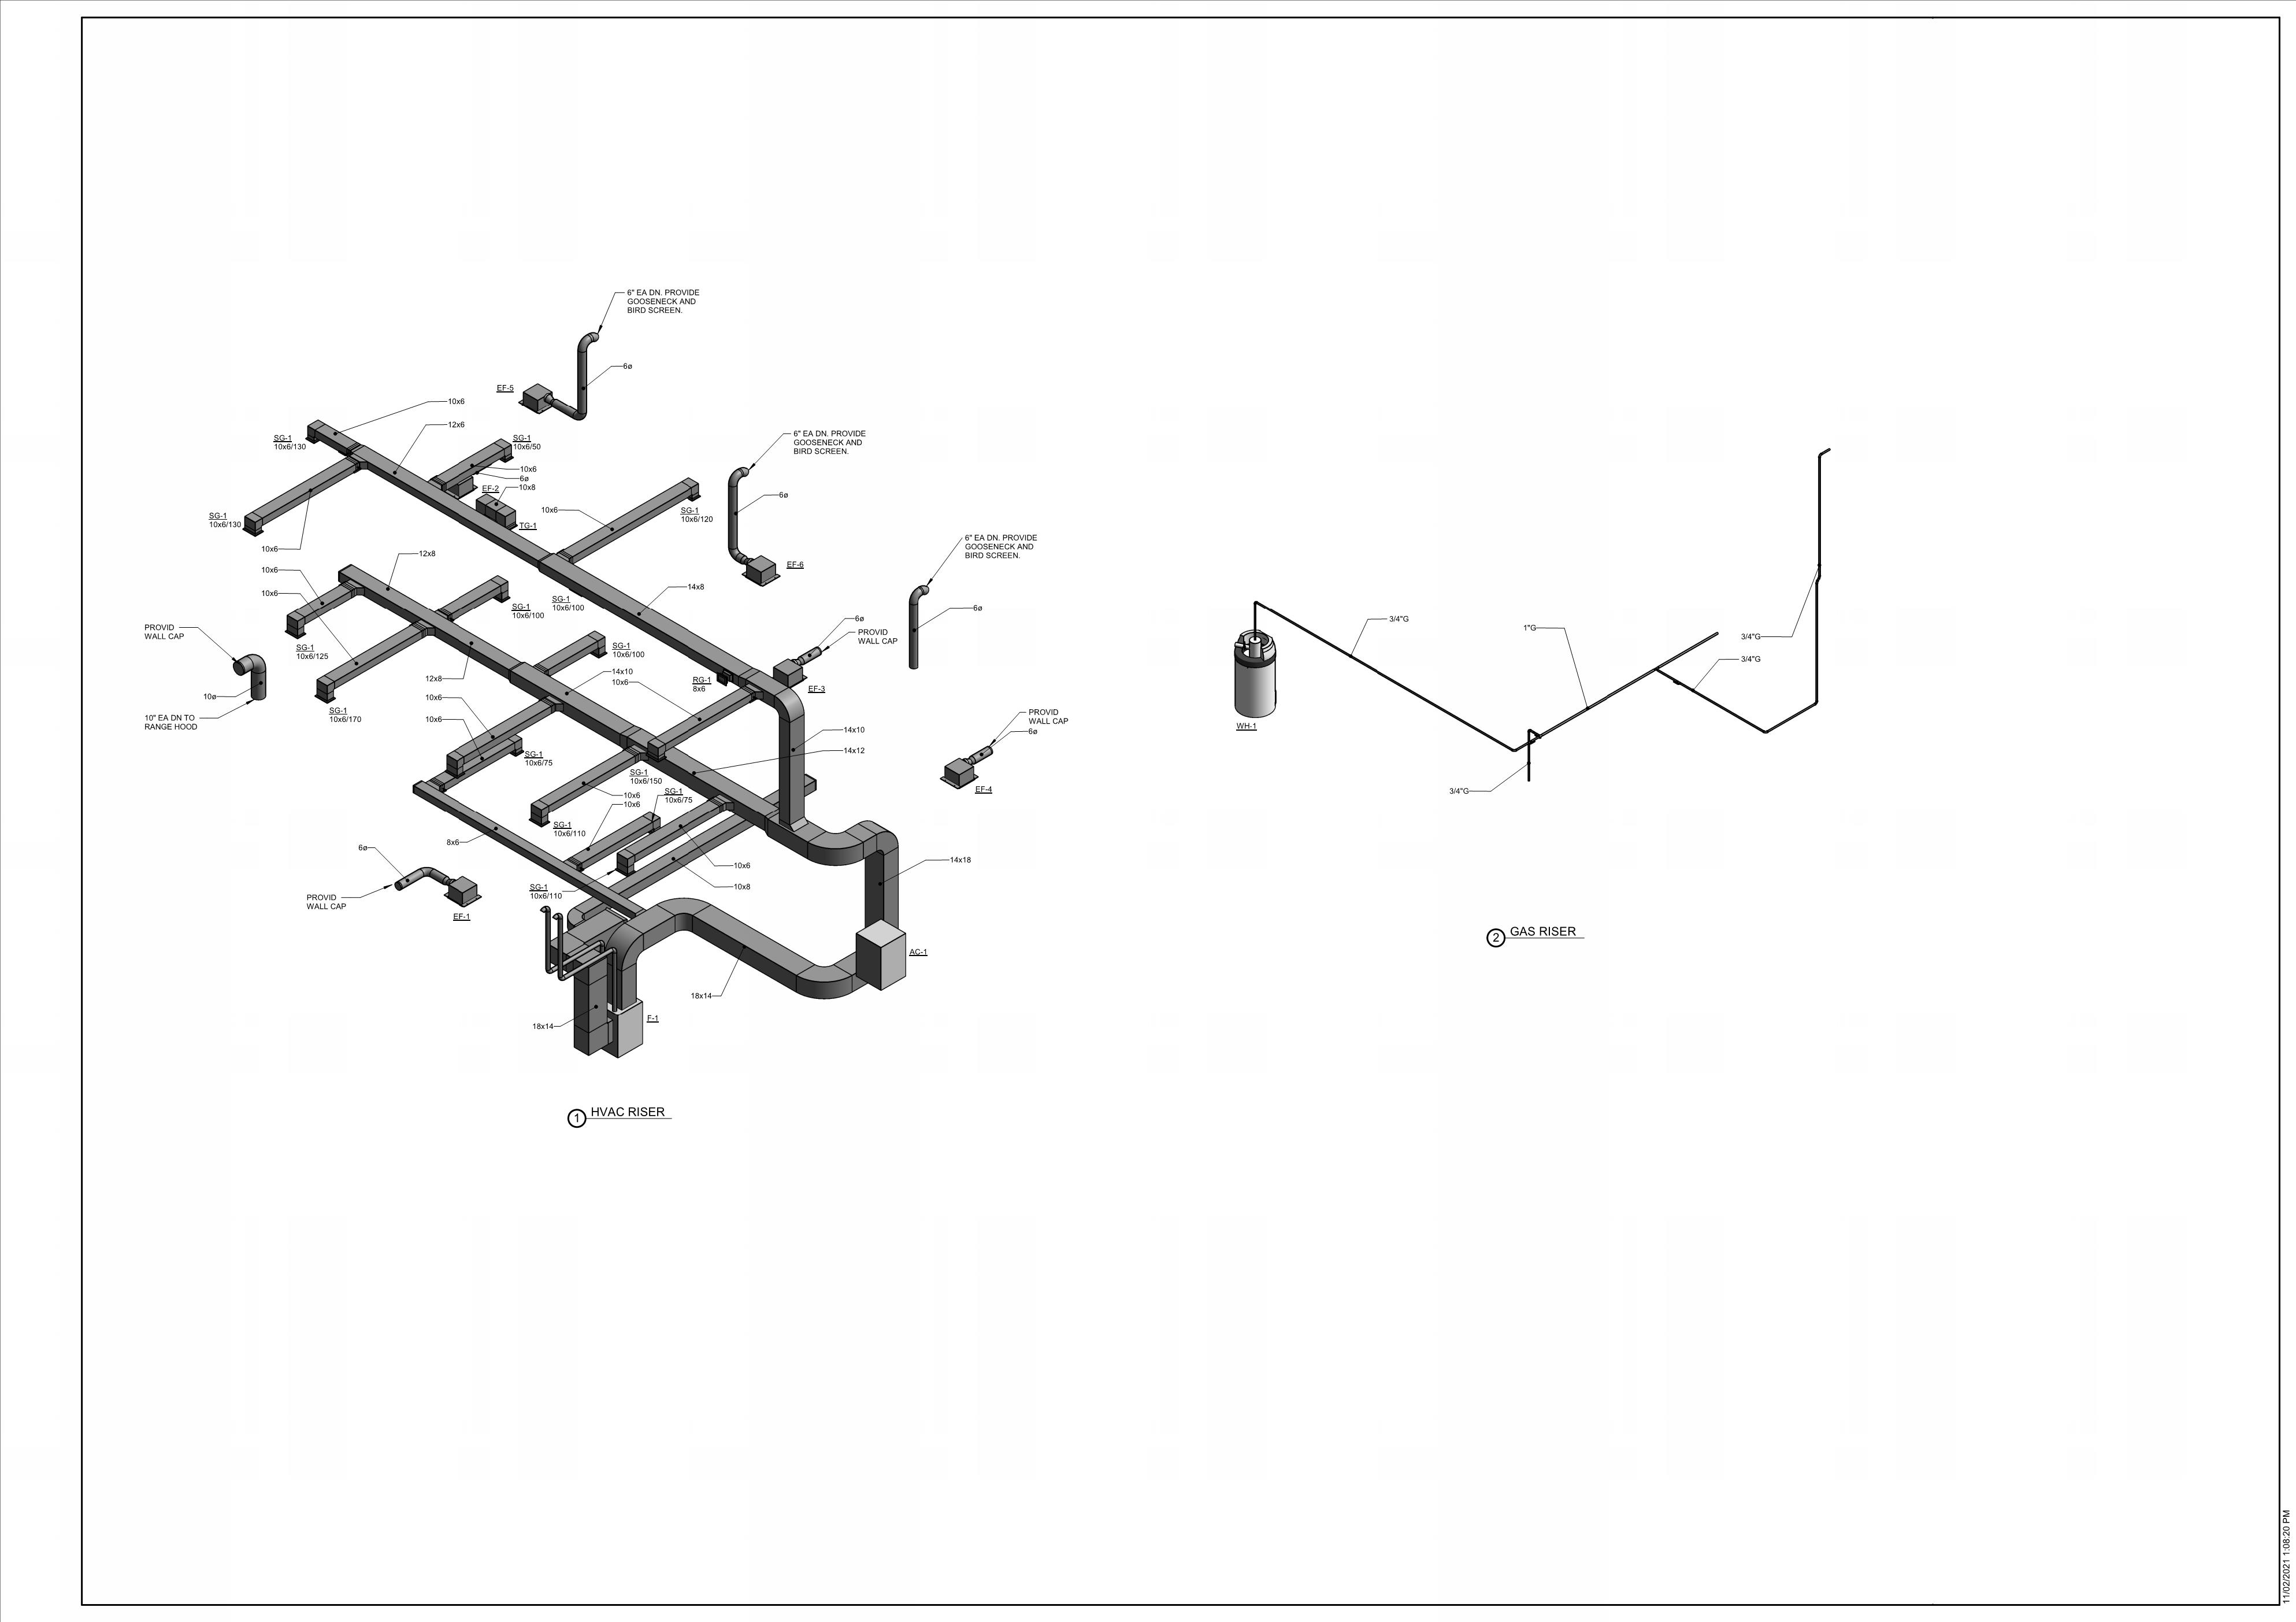 6" EA DN. PROVIDE
GOOSENECK AND
BIRD SCREEN.
6ø
EF-5
10x6
12x6
SG-1
10x6/130
SG-1
10x6/50
10x6
6ø
10x8
EF-2
TG-1
SG-1
10x6/130
10x6
10x6
SG-1
10x6/120
6" EA DN. PROVIDE
GOOSENECK AND
BIRD SCREEN.
6ø
EF-6
6" EA DN. PROVIDE
GOOSENECK AND
BIRD SCREEN.
6ø
12x8
10x6
10x6
14x8
SG-1
10x6/100
SG-1
10x6/100
6ø
PROVID
WALL CAP
PROVID
WALL CAP
SG-1
10x6/125
SG-1
10x6/100
12x8
14x10
10x6
RG-1
8x6
EF-3
10ø
10" EA DN TO
RANGE HOOD
SG-1
10x6/170
10x6
10x6
PROVID
WALL CAP
6ø
EF-4
14x10
14x12
SG-1
10x6/75
SG-1
10x6/150
SG-1
10x6/75
10x6
10x6
SG-1
10x6/110
8x6
6ø
PROVID
WALL CAP
EF-1
10x6
10x8
SG-1
10x6/110
14x18
AC-1
18x14
F-1
18x14
1
HVAC RISER
3/4"G
1"G
3/4"G
3/4"G
WH-1
3/4"G
2
GAS RISER
11/02/2021 1:08:20 PM